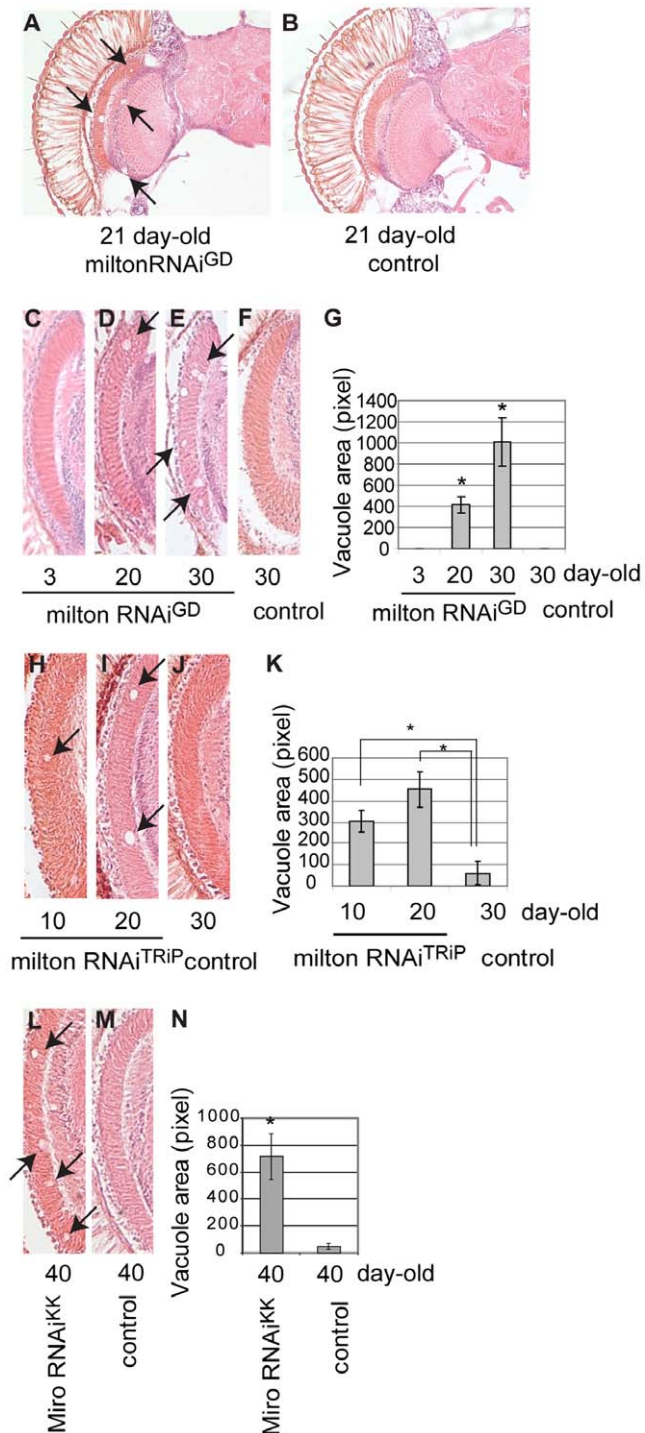 A
B
21 day-old
miltonRNAi^GD
21 day-old
control
C D E F G
Vacuole area (pixel)
1400
1200
1000
800
600
400
200
0
* *
3 20 30 30 day-old
milton RNAi^GD control
3 20 30 30
milton RNAi^GD control
H I J K
Vacuole area (pixel)
600
500
400
300
200
100
0
* *
10 20 30 day-old
milton RNAi^TRiP control
10 20 30
milton RNAi^TRiP control
L M N
Vacuole area (pixel)
1000
800
600
400
200
0
*
40 40 day-old
Miro RNAi^KK
control
40 40
Miro RNAi^KK
control